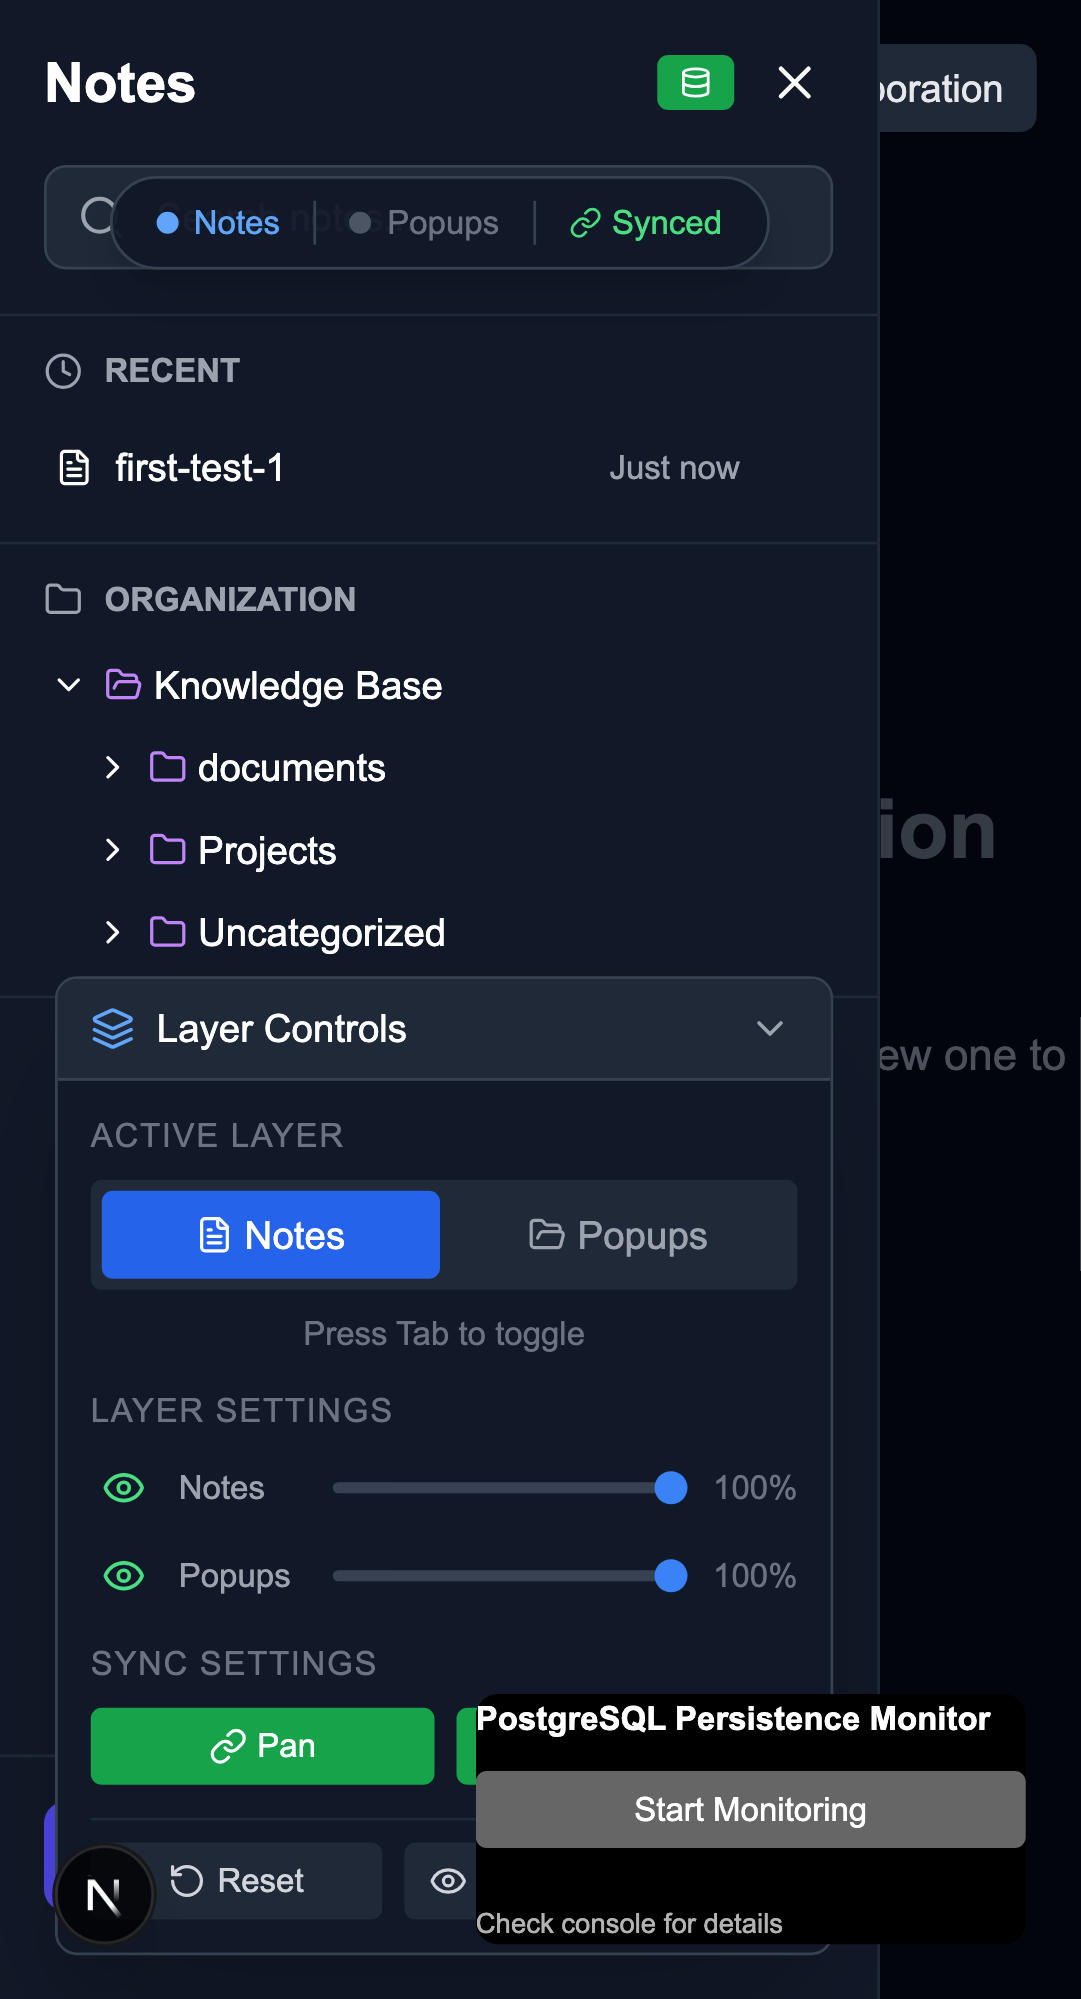 Notes
boration
Notes
Popups
Synced
RECENT
first-test-1
Just now
ORGANIZATION
Knowledge Base
documents
Projects
ion
Uncategorized
Layer Controls
ew one to
ACTIVE LAYER
Notes
Popups
Press Tab to toggle
LAYER SETTINGS
Notes
100%
Popups
100%
SYNC SETTINGS
PostgreSQL Persistence Monitor
Pan
Start Monitoring
Reset
Check console for details